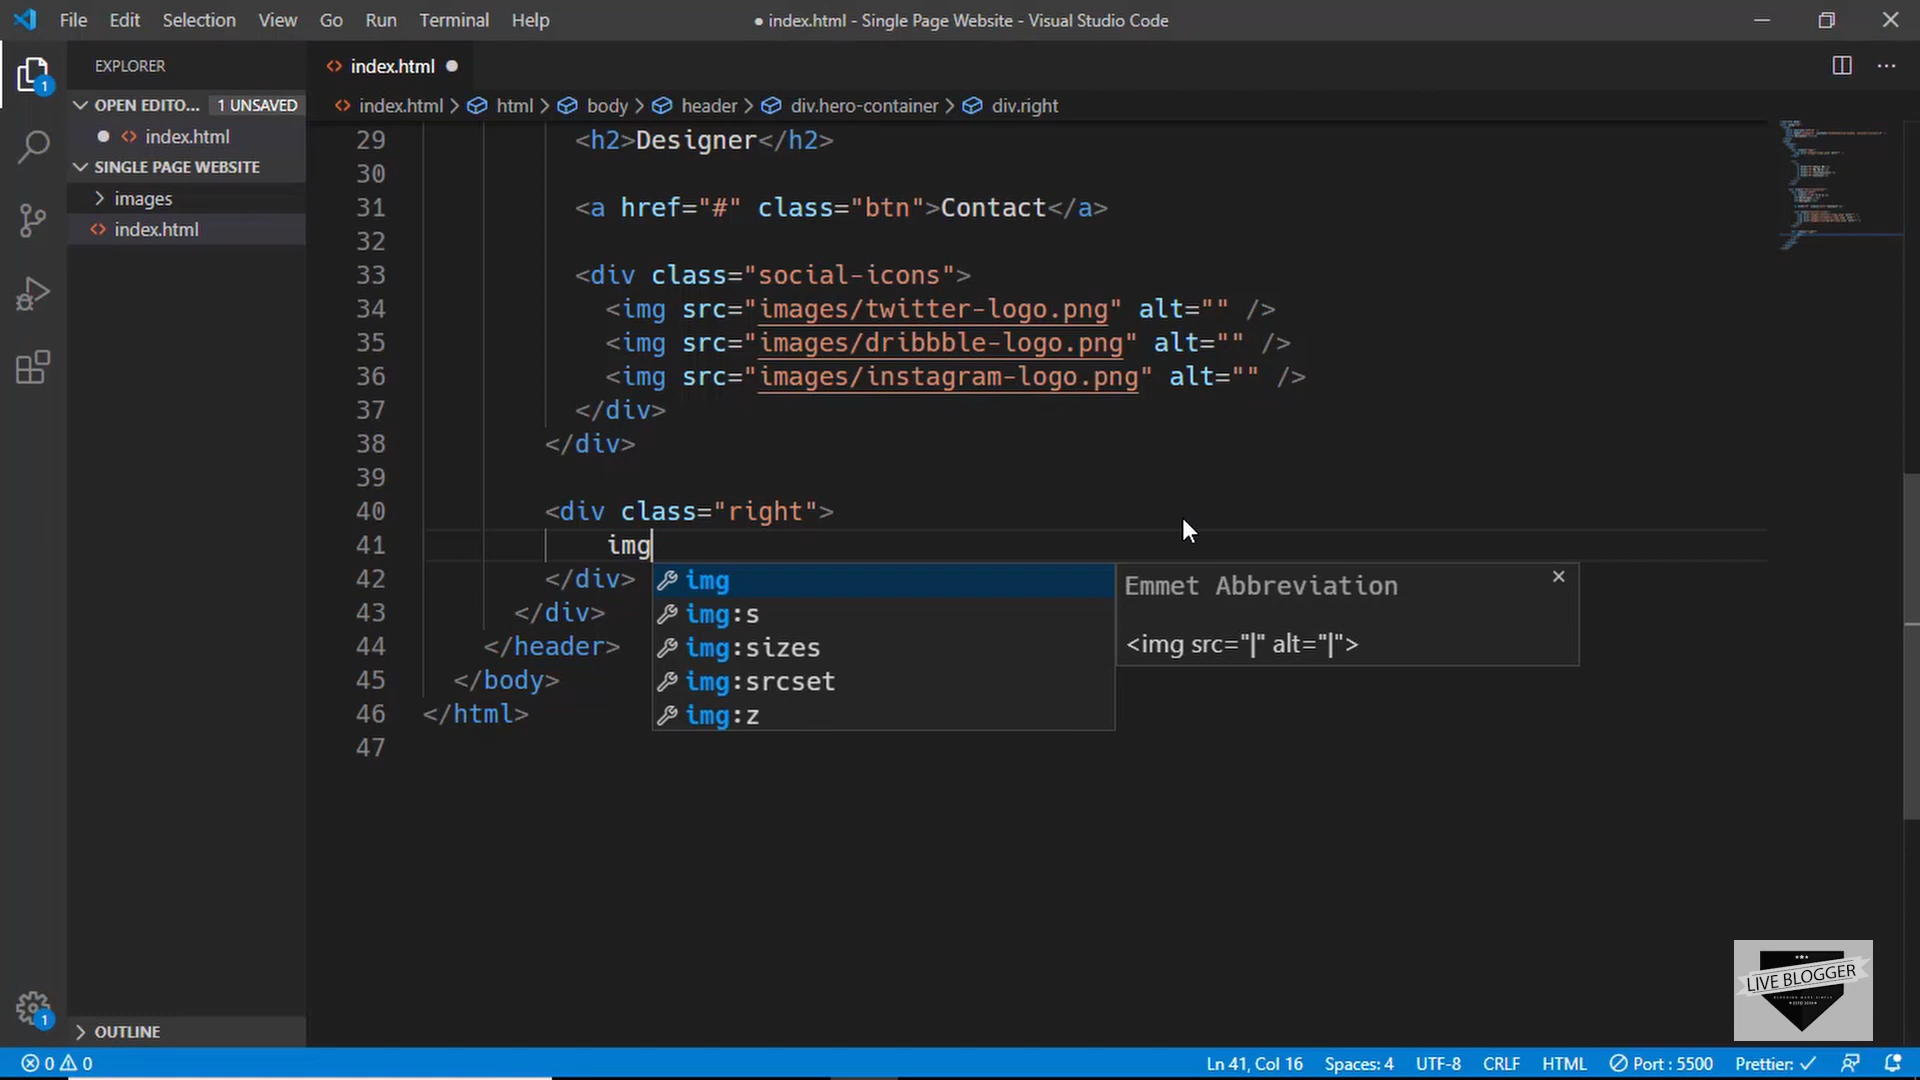 File Edit Selection View Go Run Terminal Help ● index.html - Single Page Website - Visual Studio Code
EXPLORER
index.html
OPEN EDITO... 1 UNSAVED
index.html
SINGLE PAGE WEBSITE
images
index.html
index.html > html > body > header > div.hero-container > div.right
29 <h2>Designer</h2>
30
31 <a href="#" class="btn">Contact</a>
32
33 <div class="social-icons">
34 <img src="images/twitter-logo.png" alt="" />
35 <img src="images/dribbble-logo.png" alt="" />
36 <img src="images/instagram-logo.png" alt="" />
37 </div>
38 </div>
39
40 <div class="right">
41 img
42 </div>
43 </div>
44 </header>
45 </body>
46 </html>
47
img
img:s
img:sizes
img:srcset
img:z
Emmet Abbreviation
<img src="|" alt="|">
1
1
OUTLINE
LIVE BLOGGER
0 0 Ln 41, Col 16 Spaces: 4 UTF-8 CRLF HTML Port : 5500 Prettier: ✓